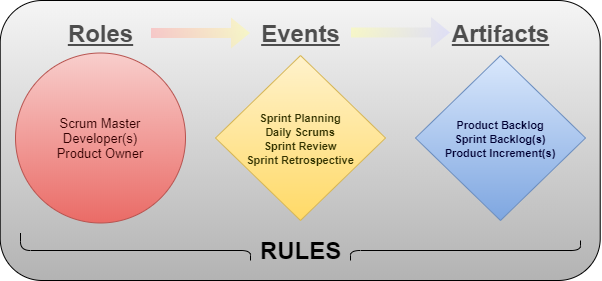 Roles
Events
Artifacts
Scrum Master
Developer(s)
Product Owner
Sprint Planning
Daily Scrums
Sprint Review
Sprint Retrospective
Product Backlog
Sprint Backlog(s)
Product Increment(s)
RULES